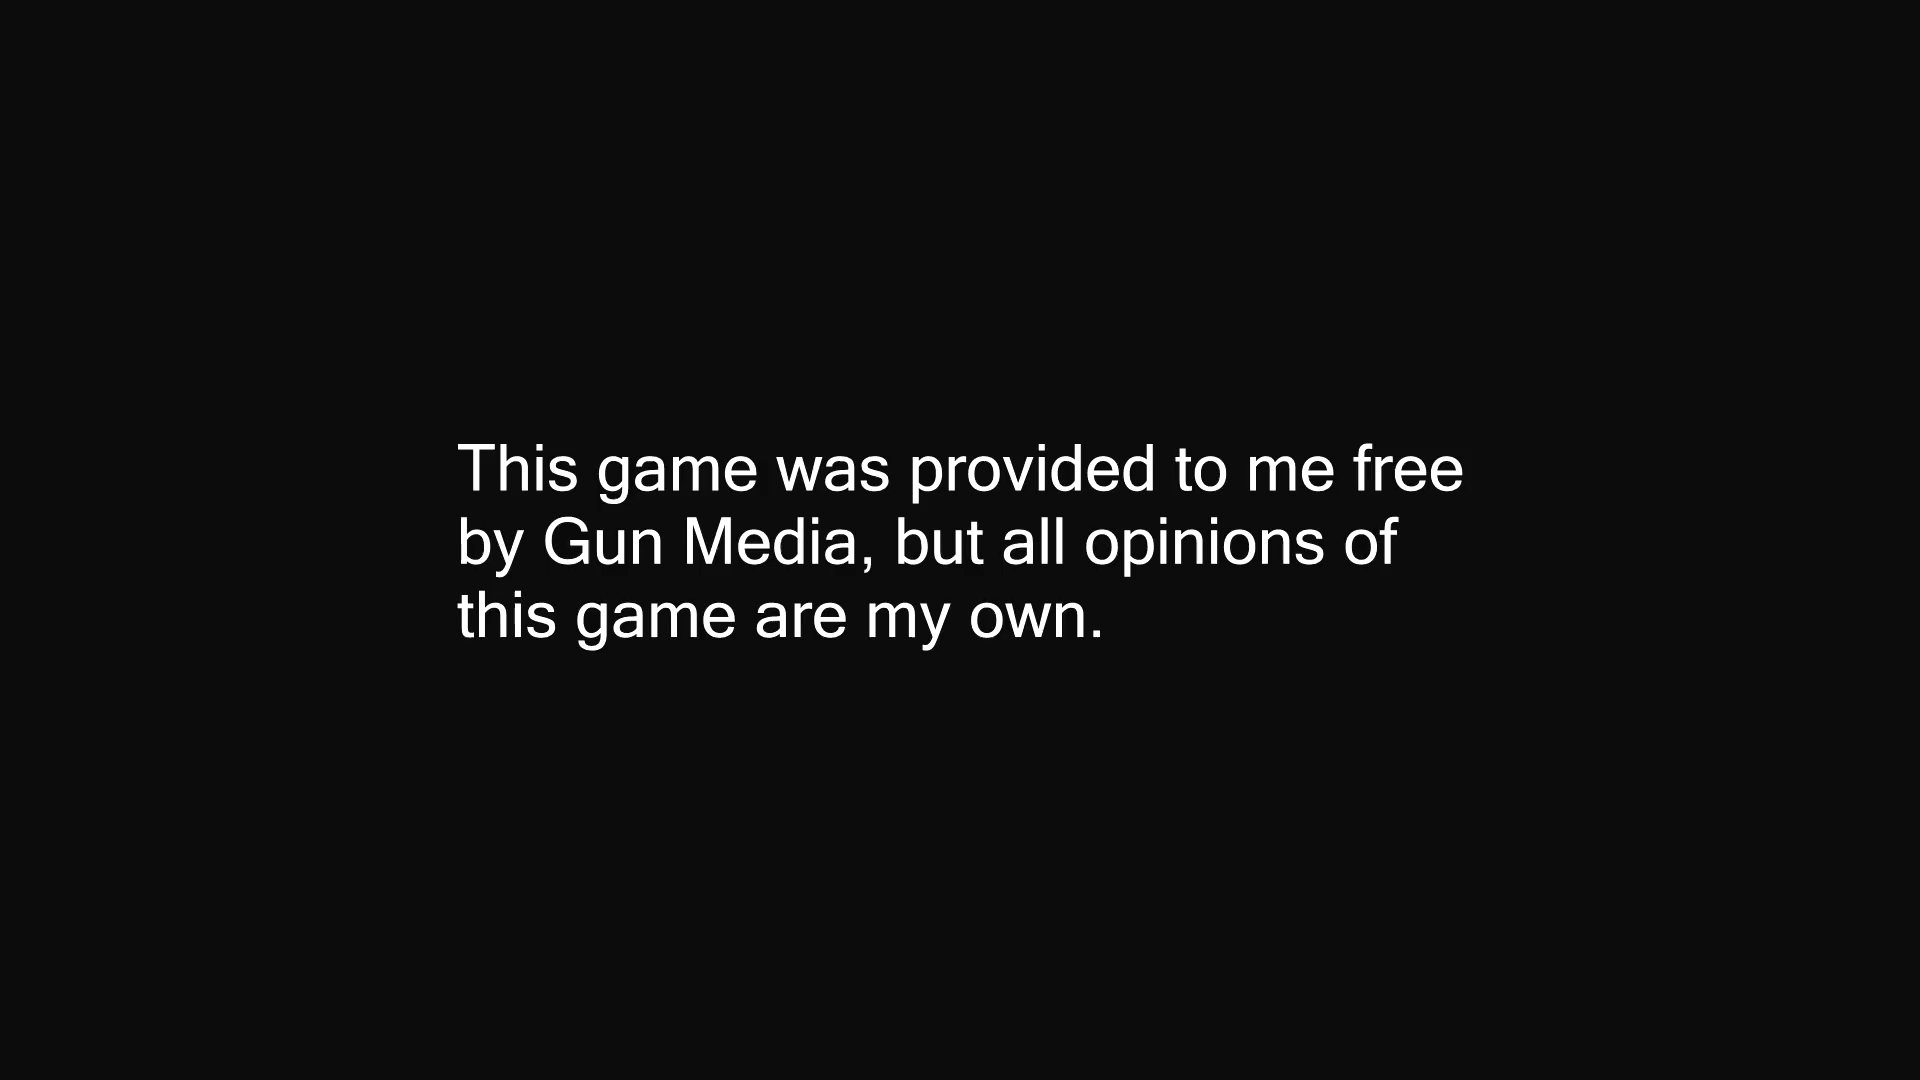 This game was provided to me free
by Gun Media, but all opinions of
this game are my own.